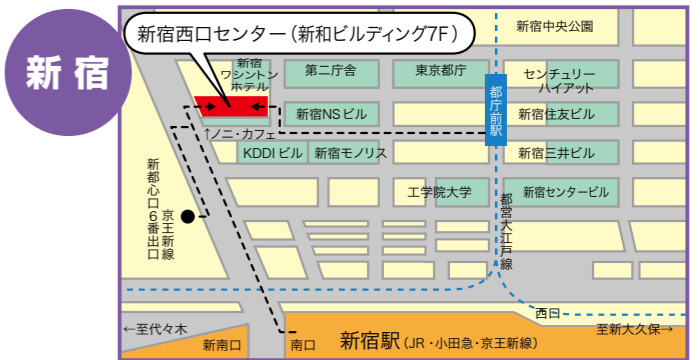 新宿
新宿西口センター(新和ビルディング7F)
新宿中央公園
新宿
ワシントン
ホテル
第二庁舎
東京都庁
センチュリー
ハイアット
都庁前駅
新宿NSビル
新宿住友ビル
↑ノニ・カフェ
KDDIビル
新宿モノリス
新宿三井ビル
新都心口
6番出口
京王新線
工学院大学
都営大江戸線
新宿センタービル
西口
←至代々木
至新大久保→
新南口
南口
新宿駅(JR・小田急・京王新線)